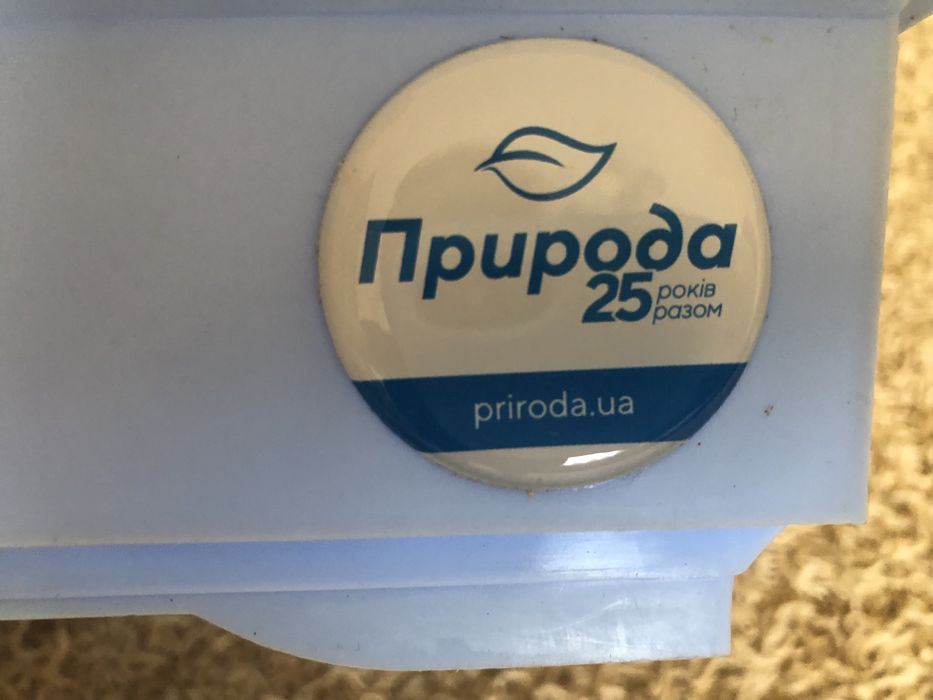 Природа
25 років
разом
priroda.ua